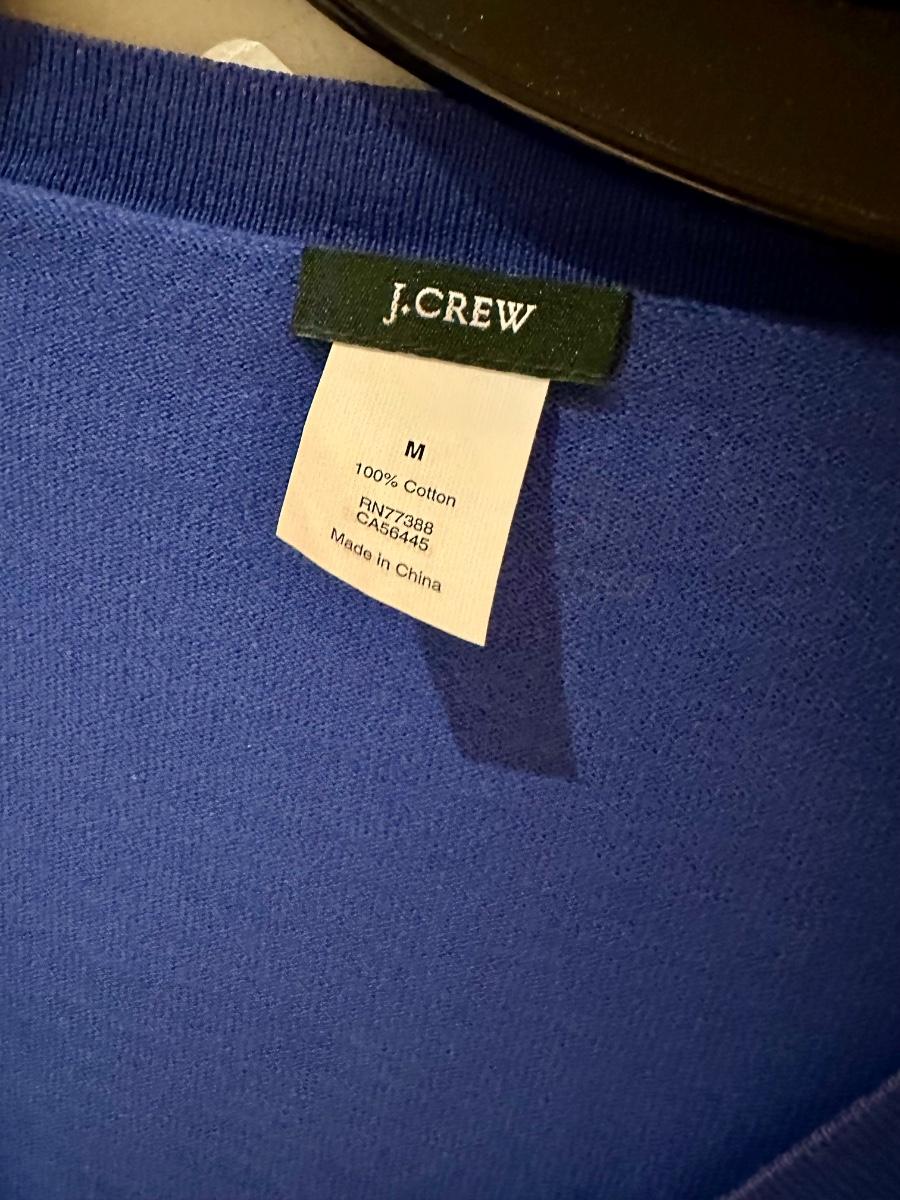 J.CREW
M
100% Cotton
RN77388
CA56445
Made in China